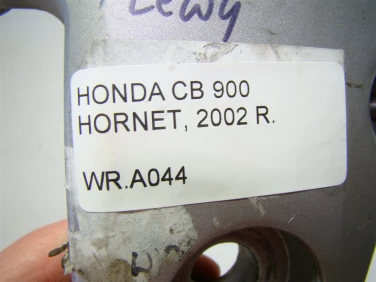 Lewy
HONDA CB 900
HORNET, 2002 R.
WR.A044